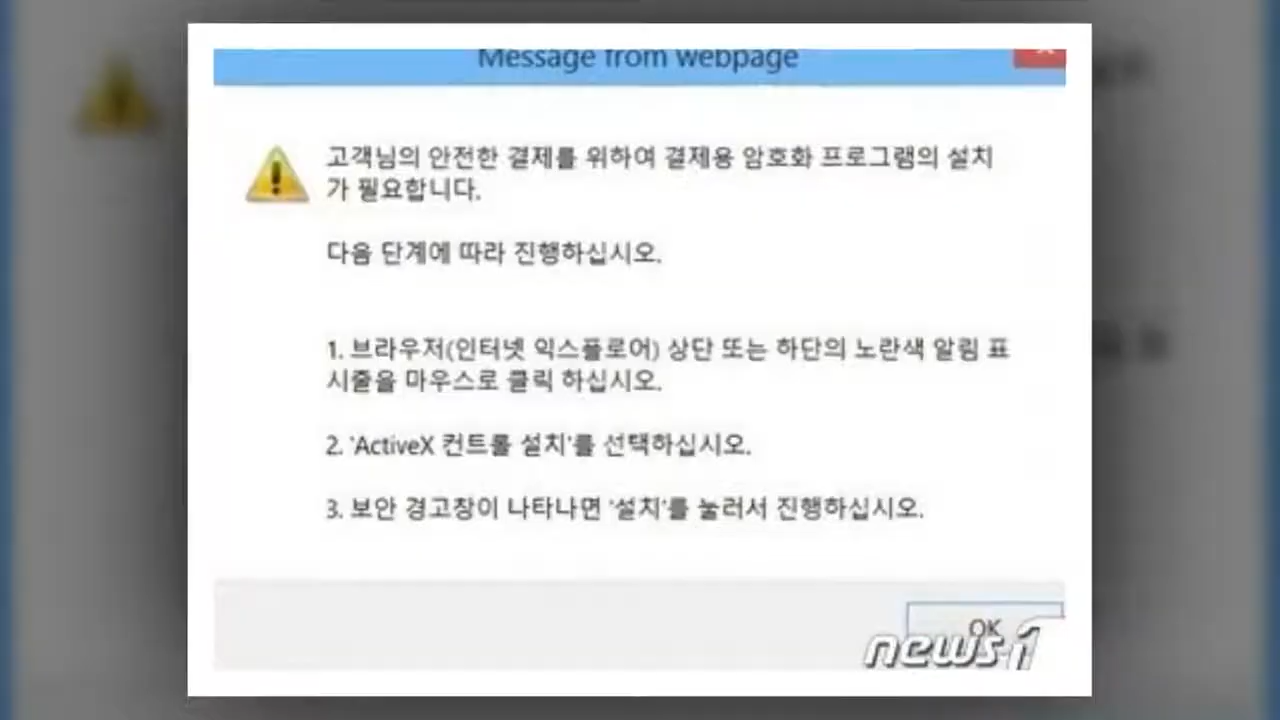 Message from webpage
고객님의 안전한 결제를 위하여 결제용 암호화 프로그램의 설치
가 필요합니다.
다음 단계에 따라 진행하십시오.
1. 브라우저(인터넷 익스플로어) 상단 또는 하단의 노란색 알림 표
시줄을 마우스로 클릭 하십시오.
2. 'ActiveX 컨트롤 설치'를 선택하십시오.
3. 보안 경고창이 나타나면 '설치'를 눌러서 진행하십시오.
OK
news1